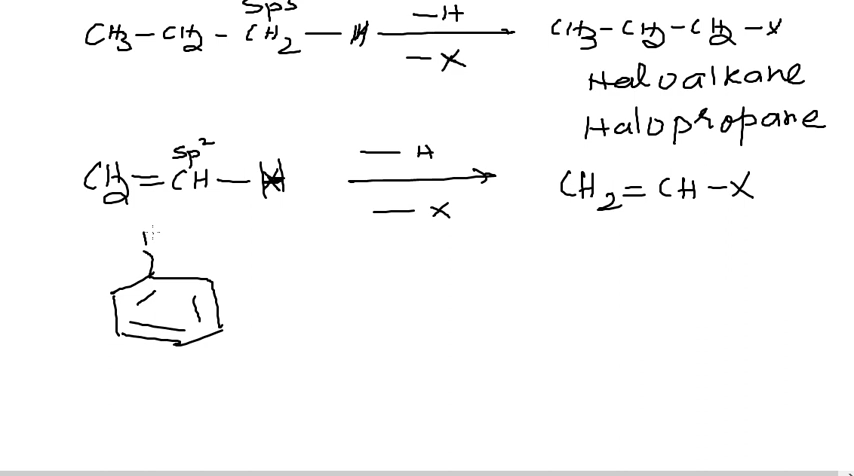 sp3
CH3-CH2-CH2-H -H CH3-CH2-CH2-X
-X
Haloalkane
Halopropane
sp2
CH2=CH-H -H CH2=CH-X
-X